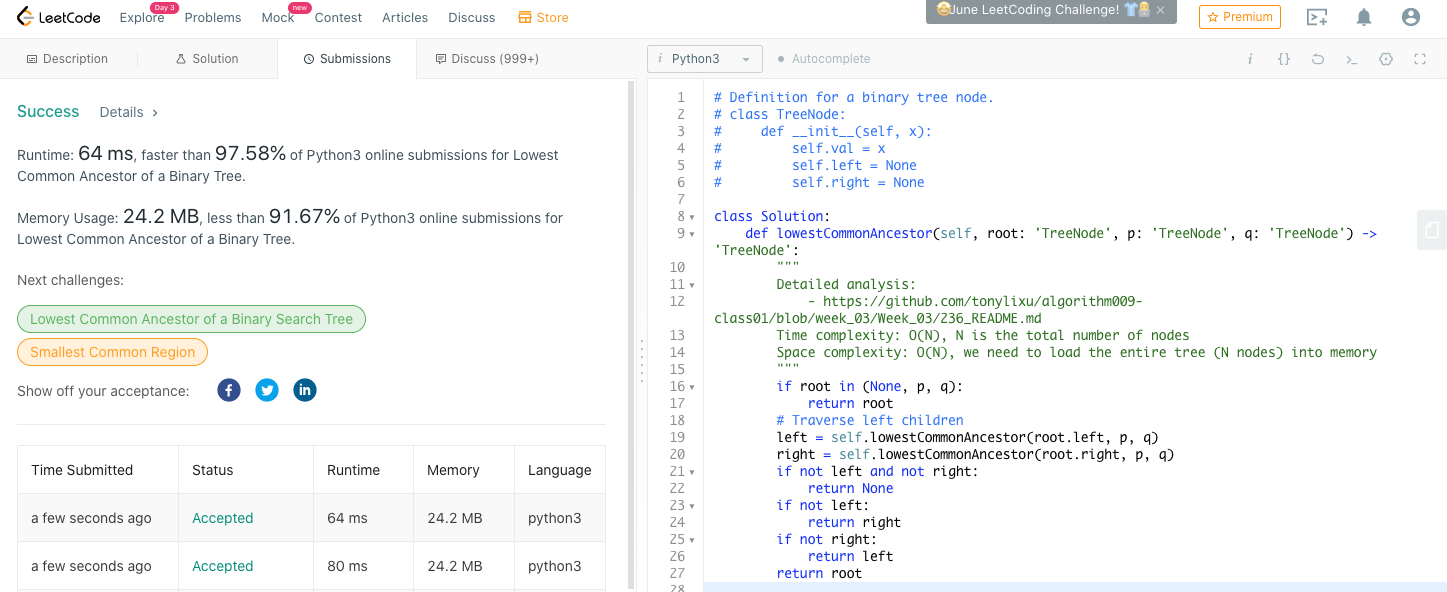 LeetCode Explore Day 3 Problems Mock new Contest Articles Discuss Store June LeetCoding Challenge! × Premium
Description Solution Submissions Discuss (999+)
i Python3 Autocomplete i {}
Success Details >
Runtime: 64 ms, faster than 97.58% of Python3 online submissions for Lowest
Common Ancestor of a Binary Tree.
Memory Usage: 24.2 MB, less than 91.67% of Python3 online submissions for
Lowest Common Ancestor of a Binary Tree.
Next challenges:
Lowest Common Ancestor of a Binary Search Tree
Smallest Common Region
Show off your acceptance: f in
Time Submitted Status Runtime Memory Language
a few seconds ago Accepted 64 ms 24.2 MB python3
a few seconds ago Accepted 80 ms 24.2 MB python3
1 # Definition for a binary tree node.
2 # class TreeNode:
3 #     def __init__(self, x):
4 #         self.val = x
5 #         self.left = None
6 #         self.right = None
7
8 class Solution:
9     def lowestCommonAncestor(self, root: 'TreeNode', p: 'TreeNode', q: 'TreeNode') ->
'TreeNode':
10         """
11         Detailed analysis:
12             - https://github.com/tonylixu/algorithm009-
class01/blob/week_03/Week_03/236_README.md
13         Time complexity: O(N), N is the total number of nodes
14         Space complexity: O(N), we need to load the entire tree (N nodes) into memory
15         """
16         if root in (None, p, q):
17             return root
18         # Traverse left children
19         left = self.lowestCommonAncestor(root.left, p, q)
20         right = self.lowestCommonAncestor(root.right, p, q)
21         if not left and not right:
22             return None
23         if not left:
24             return right
25         if not right:
26             return left
27         return root
28